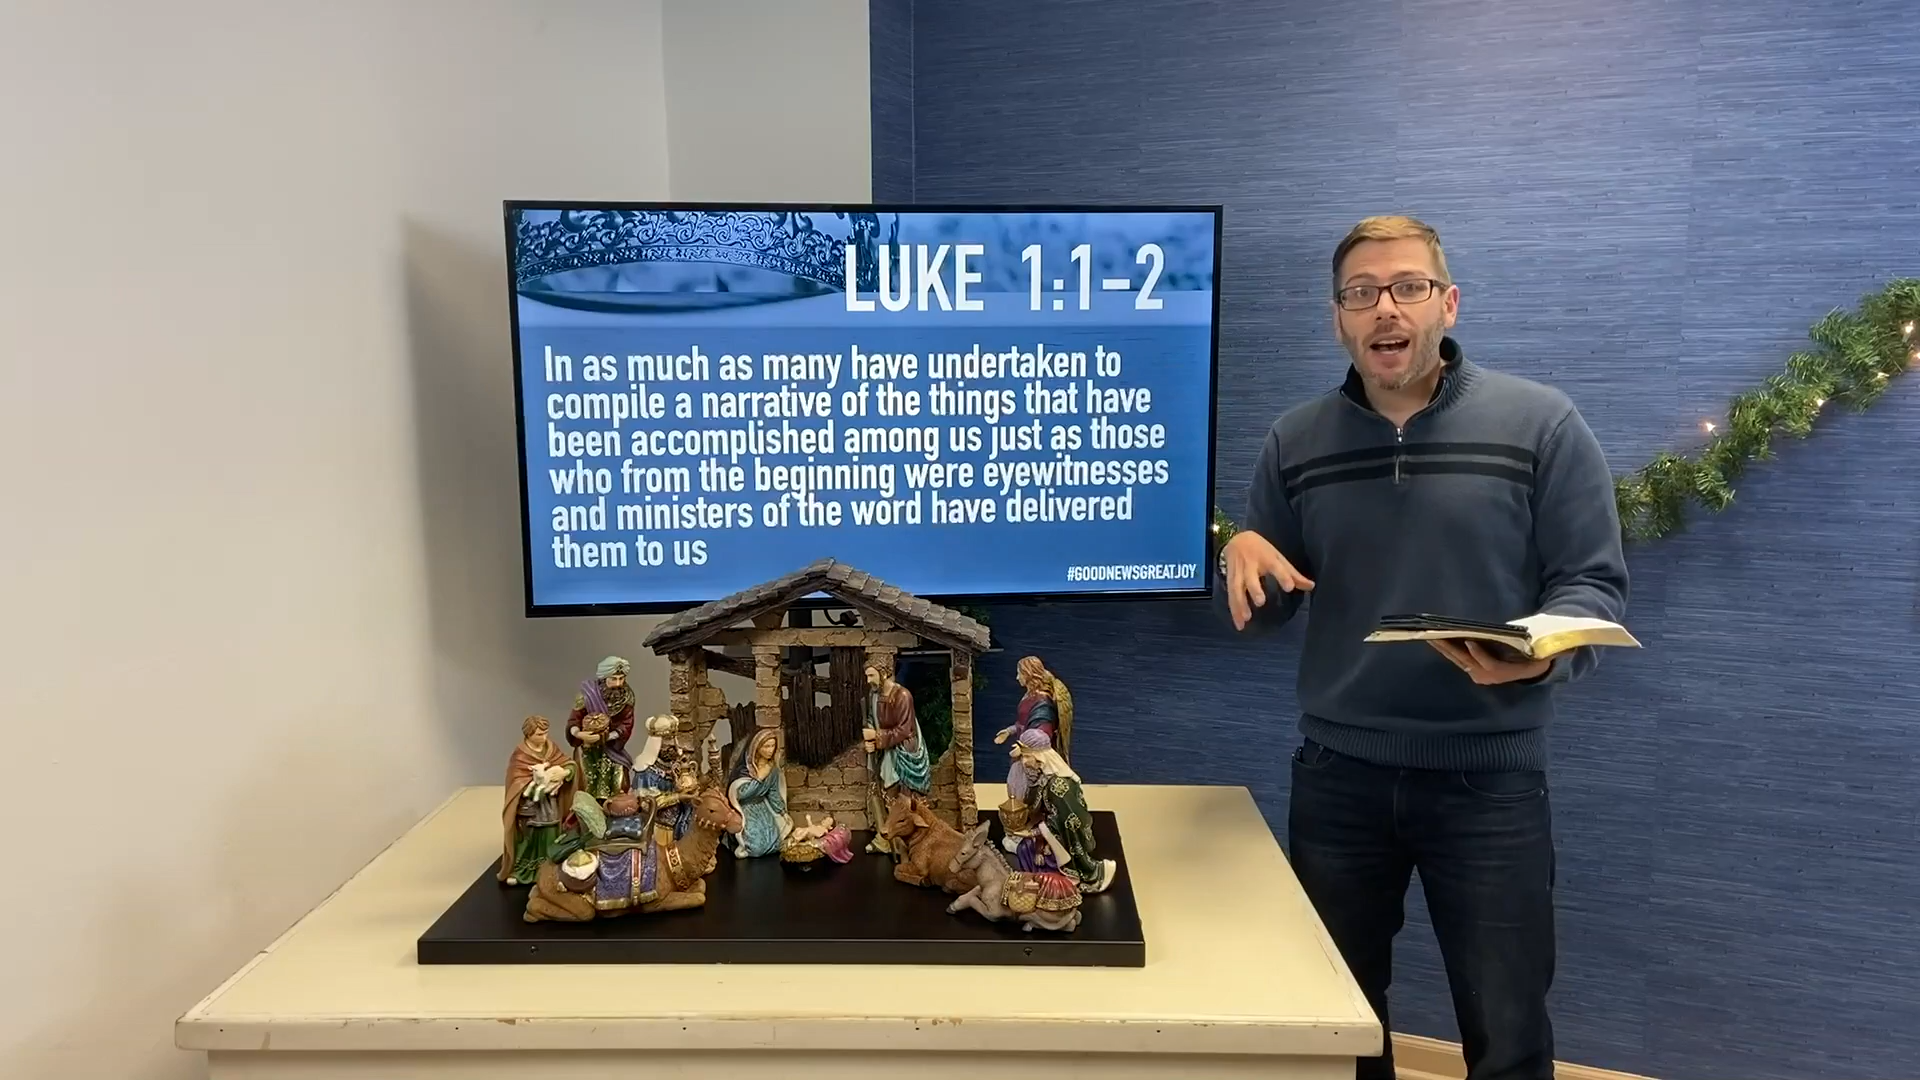 LUKE 1:1-2
In as much as many have undertaken to
compile a narrative of the things that have
been accomplished among us just as those
who from the beginning were eyewitnesses
and ministers of the word have delivered
them to us
#GOODNEWSGREATJOY